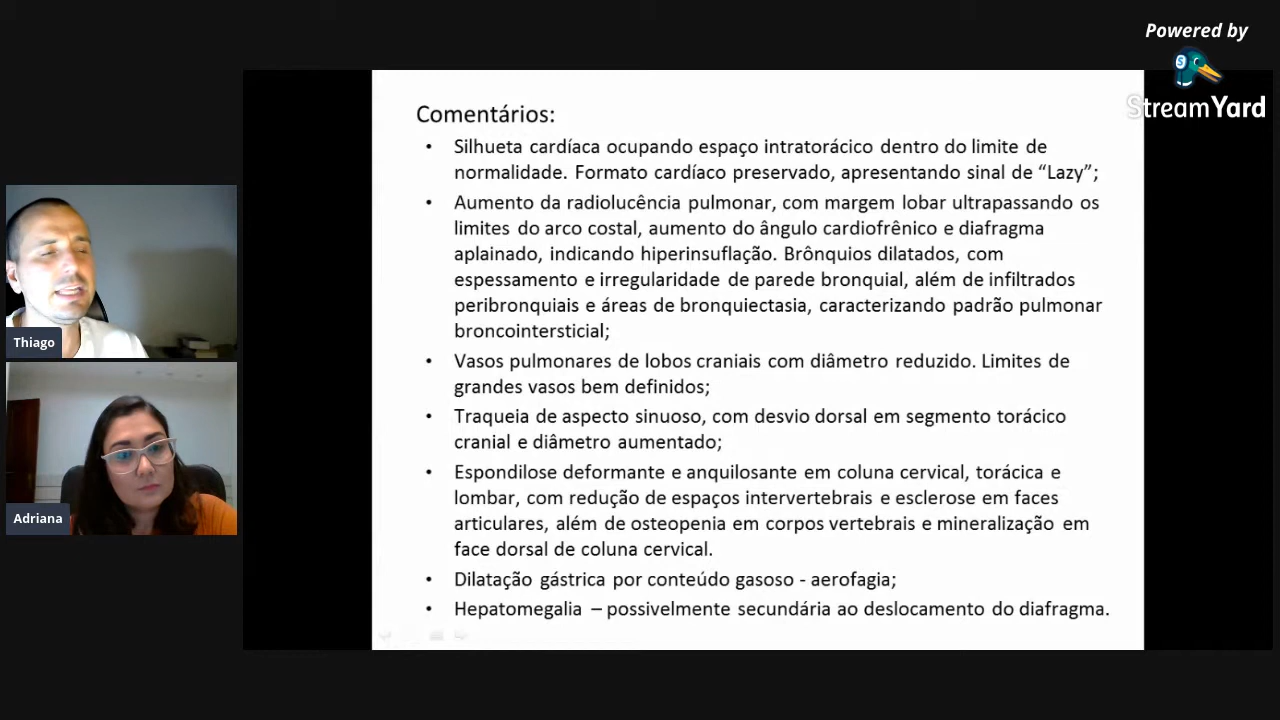 Powered by
StreamYard
Comentários:
• Silhueta cardíaca ocupando espaço intratorácico dentro do limite de
normalidade. Formato cardíaco preservado, apresentando sinal de “Lazy”;
• Aumento da radiolucência pulmonar, com margem lobar ultrapassando os
limites do arco costal, aumento do ângulo cardiofrênico e diafragma
aplainado, indicando hiperinsuflação. Brônquios dilatados, com
espessamento e irregularidade de parede bronquial, além de infiltrados
peribronquiais e áreas de bronquiectasia, caracterizando padrão pulmonar
broncointersticial;
• Vasos pulmonares de lobos craniais com diâmetro reduzido. Limites de
grandes vasos bem definidos;
• Traqueia de aspecto sinuoso, com desvio dorsal em segmento torácico
cranial e diâmetro aumentado;
• Espondilose deformante e anquilosante em coluna cervical, torácica e
lombar, com redução de espaços intervertebrais e esclerose em faces
articulares, além de osteopenia em corpos vertebrais e mineralização em
face dorsal de coluna cervical.
• Dilatação gástrica por conteúdo gasoso - aerofagia;
• Hepatomegalia – possivelmente secundária ao deslocamento do diafragma.
Thiago
Adriana